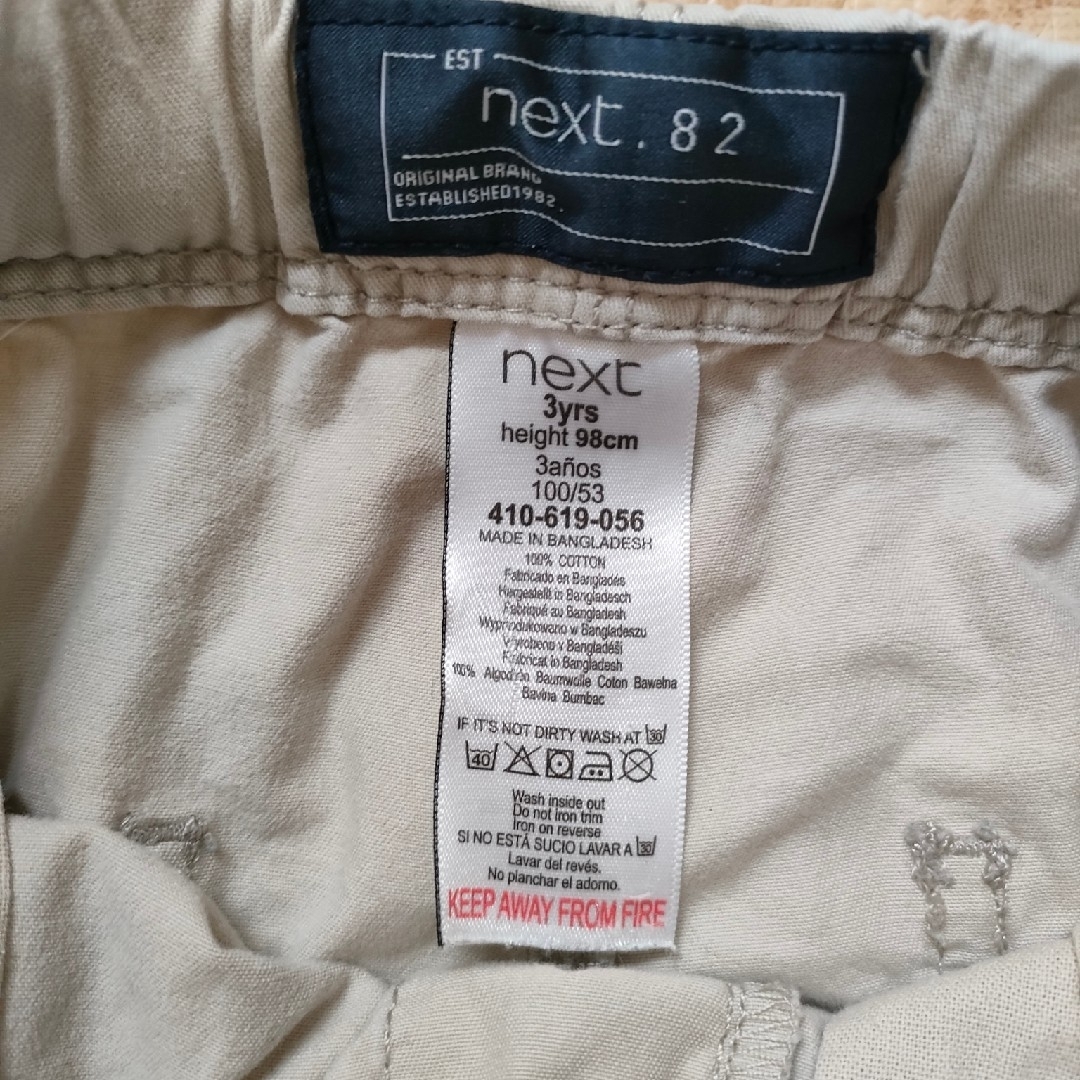 EST
next.82
ORIGINAL BRAND
ESTABLISHED1982.
next
3yrs
height 98cm
3años
100/53
410-619-056
MADE IN BANGLADESH
100% COTTON
Fabricado en Bangladés
Hergestellt in Bangladesch
Fabriqué au Bangladesh
Wyprodukowano w Bangladeszu
Vyrobeno v Bangladéši
Fabricat in Bangladesh
100% Algodón Baumwolle Coton Bawełna
Bavlna Bumbac
IF IT'S NOT DIRTY WASH AT 30
40
Wash inside out
Do not iron trim
Iron on reverse
SI NO ESTÁ SUCIO LAVAR A 30
Lavar del revés.
No planchar el adorno.
KEEP AWAY FROM FIRE